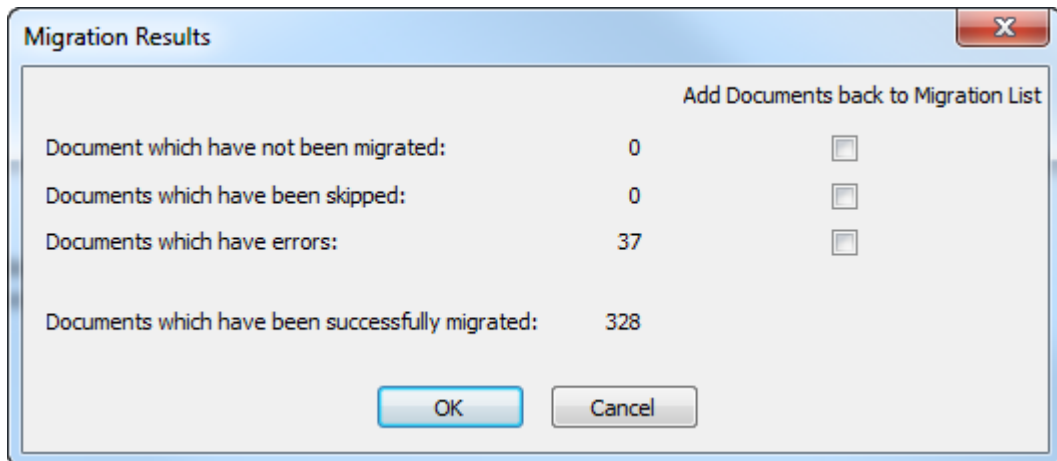 Migration Results
Add Documents back to Migration List
Document which have not been migrated: 0
Documents which have been skipped: 0
Documents which have errors: 37
Documents which have been successfully migrated: 328
OK Cancel